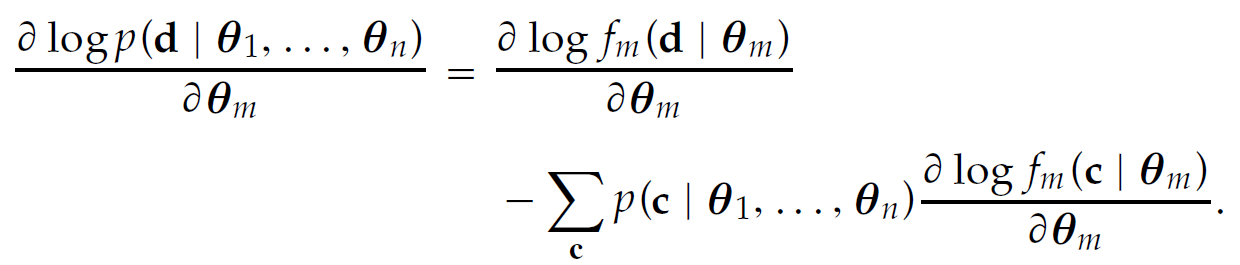 ∂ log p(d | θ₁, . . . , θₙ) / ∂θₘ = ∂ log fₘ(d | θₘ) / ∂θₘ
− ∑_c p(c | θ₁, . . . , θₙ) ∂ log fₘ(c | θₘ) / ∂θₘ .